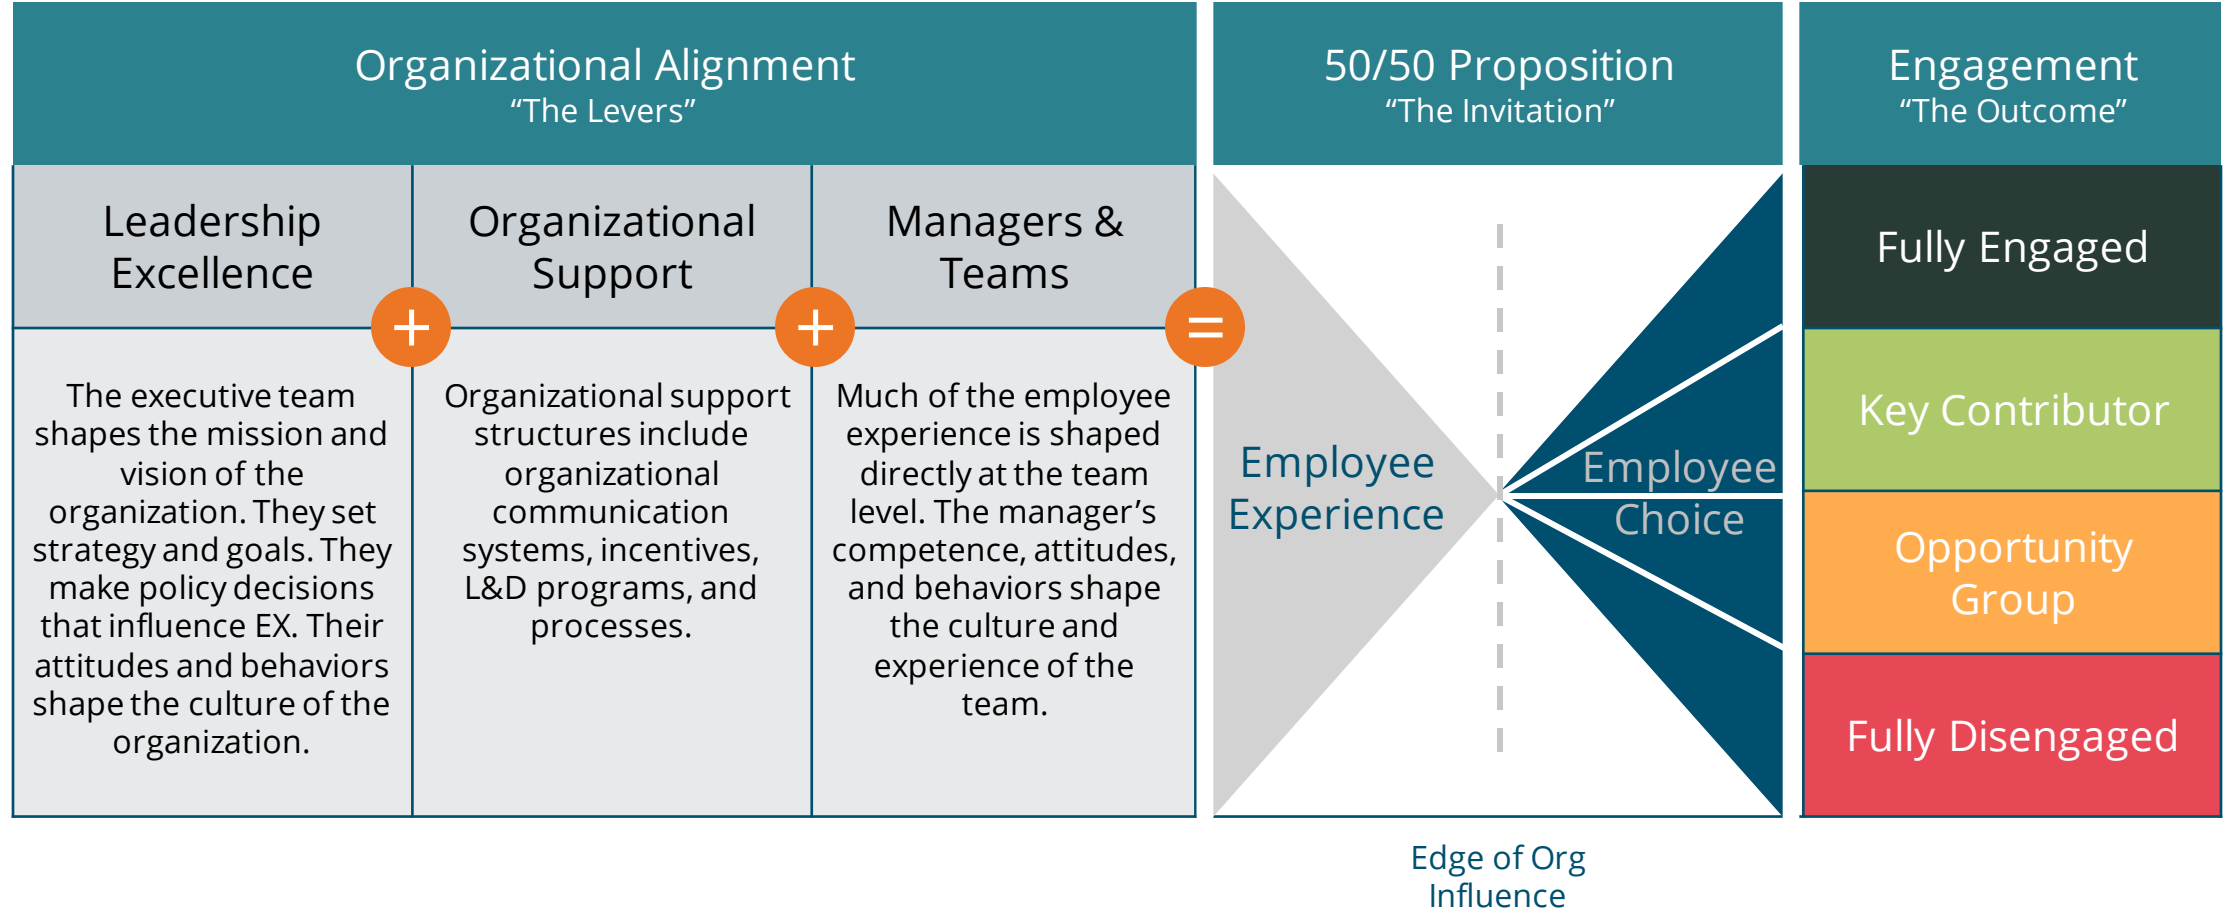 Organizational Alignment
“The Levers”
50/50 Proposition
“The Invitation”
Engagement
“The Outcome”
Leadership
Excellence
+
Organizational
Support
+
Managers &
Teams
=
The executive team
shapes the mission and
vision of the
organization. They set
strategy and goals. They
make policy decisions
that influence EX. Their
attitudes and behaviors
shape the culture of the
organization.
Organizational support
structures include
organizational
communication
systems, incentives,
L&D programs, and
processes.
Much of the employee
experience is shaped
directly at the team
level. The manager’s
competence, attitudes,
and behaviors shape
the culture and
experience of the
team.
Employee
Experience
Employee
Choice
Edge of Org
Influence
Fully Engaged
Key Contributor
Opportunity
Group
Fully Disengaged